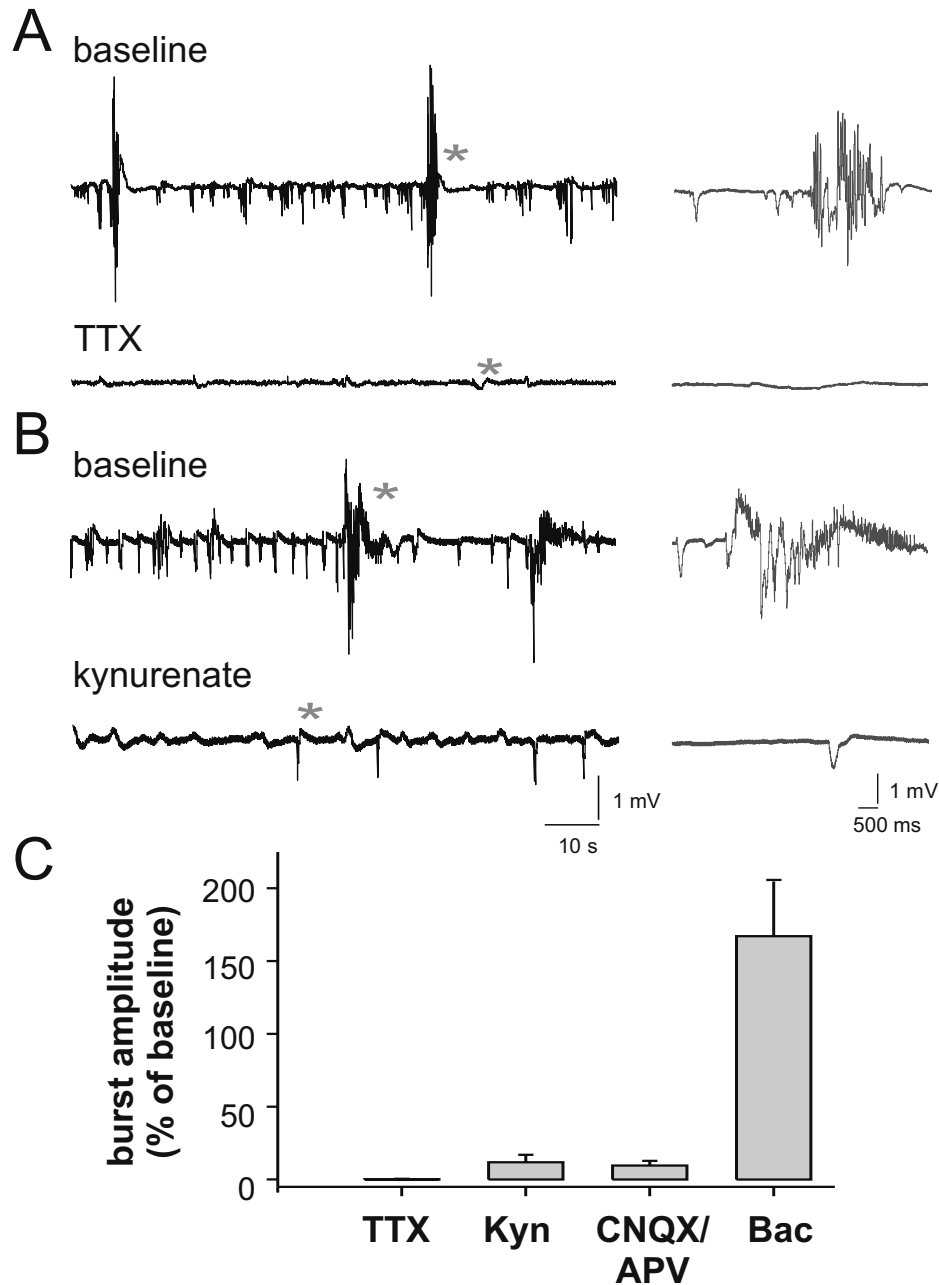 A
baseline
*
TTX
*
B
baseline
*
kynurenate
*
1 mV
10 s
1 mV
500 ms
C
burst amplitude
(% of baseline)
200
150
100
50
0
TTX
Kyn
CNQX/
APV
Bac